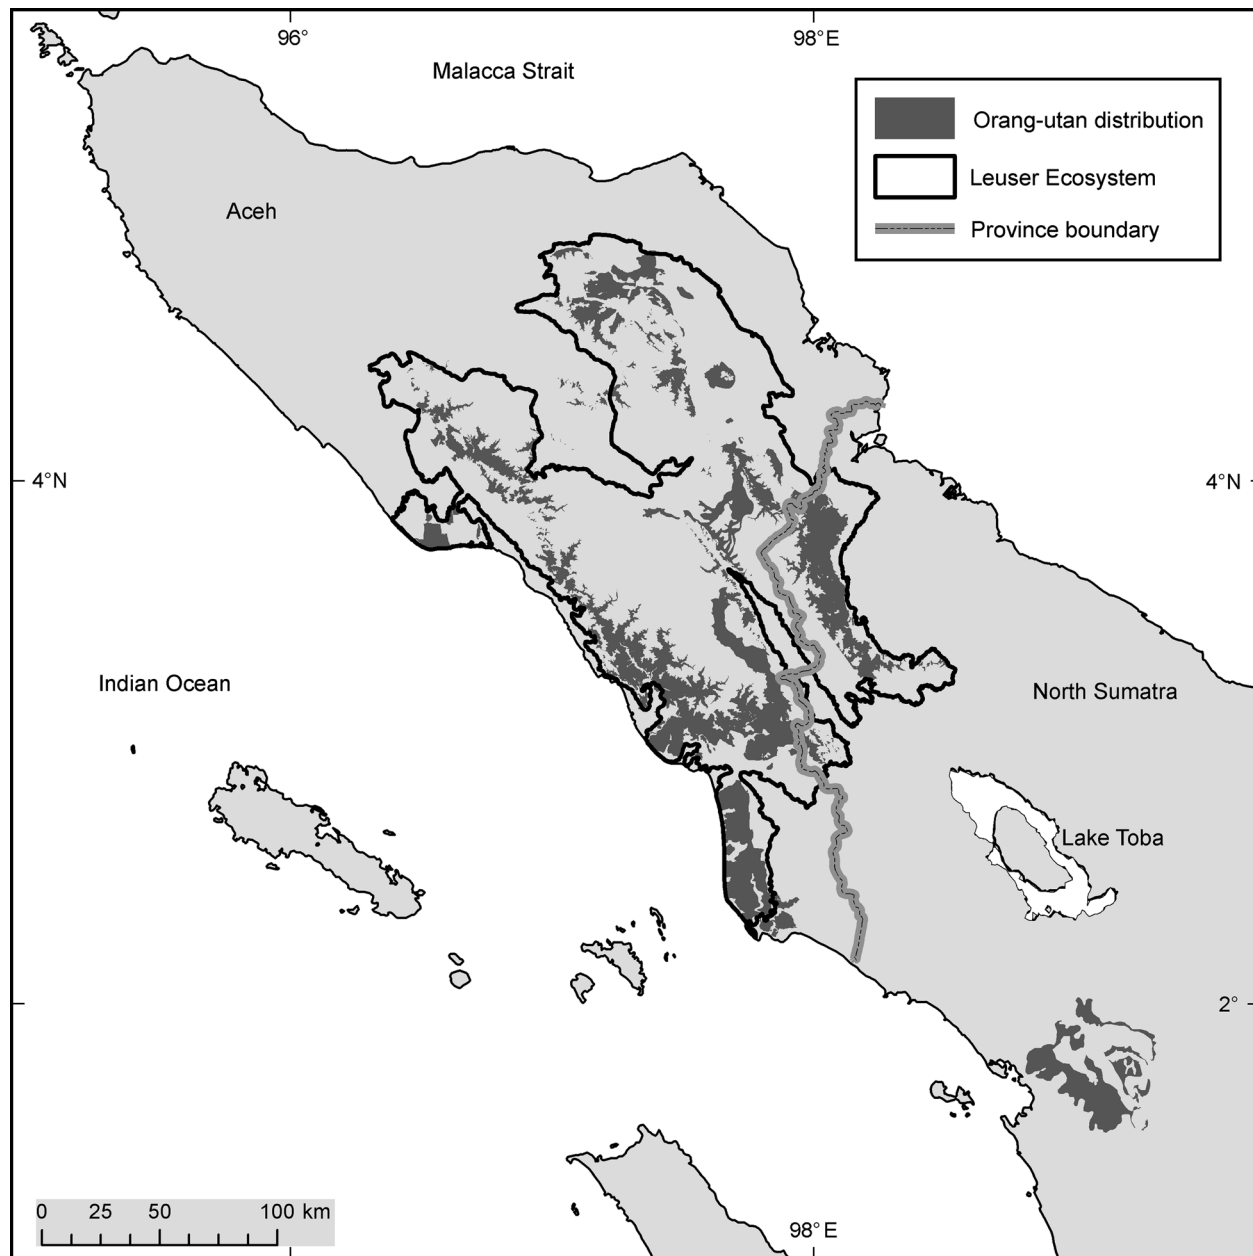 96°
98°E
Malacca Strait
Orang-utan distribution
Leuser Ecosystem
Province boundary
Aceh
4°N
4°N
Indian Ocean
North Sumatra
Lake Toba
2°
0 25 50 100 km
98°E